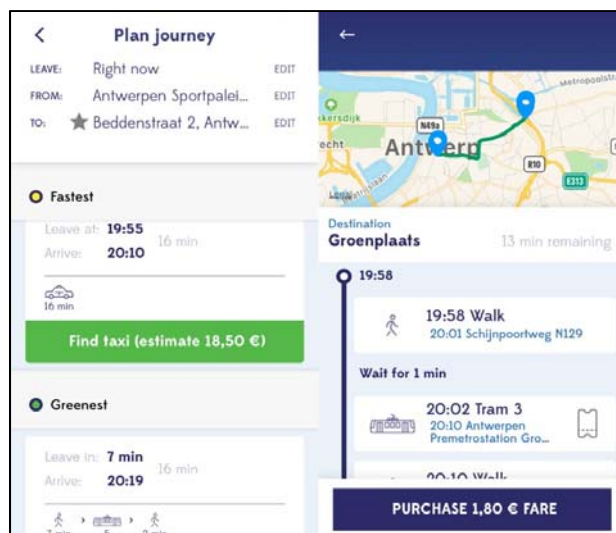 Plan journey
LEAVE: Right now EDIT
FROM: Antwerpen Sportpalei... EDIT
TO: Beddenstraat 2, Antw... EDIT
Fastest
Leave at: 19:55
16 min
Arrive: 20:10
16 min
Find taxi (estimate 18,50 €)
Greenest
Leave in: 7 min
16 min
Arrive: 20:19
Metropoolstr
N49a
Antwerp
R10
E313
Destination
Groenplaats 13 min remaining
19:58
19:58 Walk
20:01 Schijnpoortweg N129
Wait for 1 min
20:02 Tram 3
20:10 Antwerpen
Premetrostation Gro...
20:10 Walk
PURCHASE 1,80 € FARE